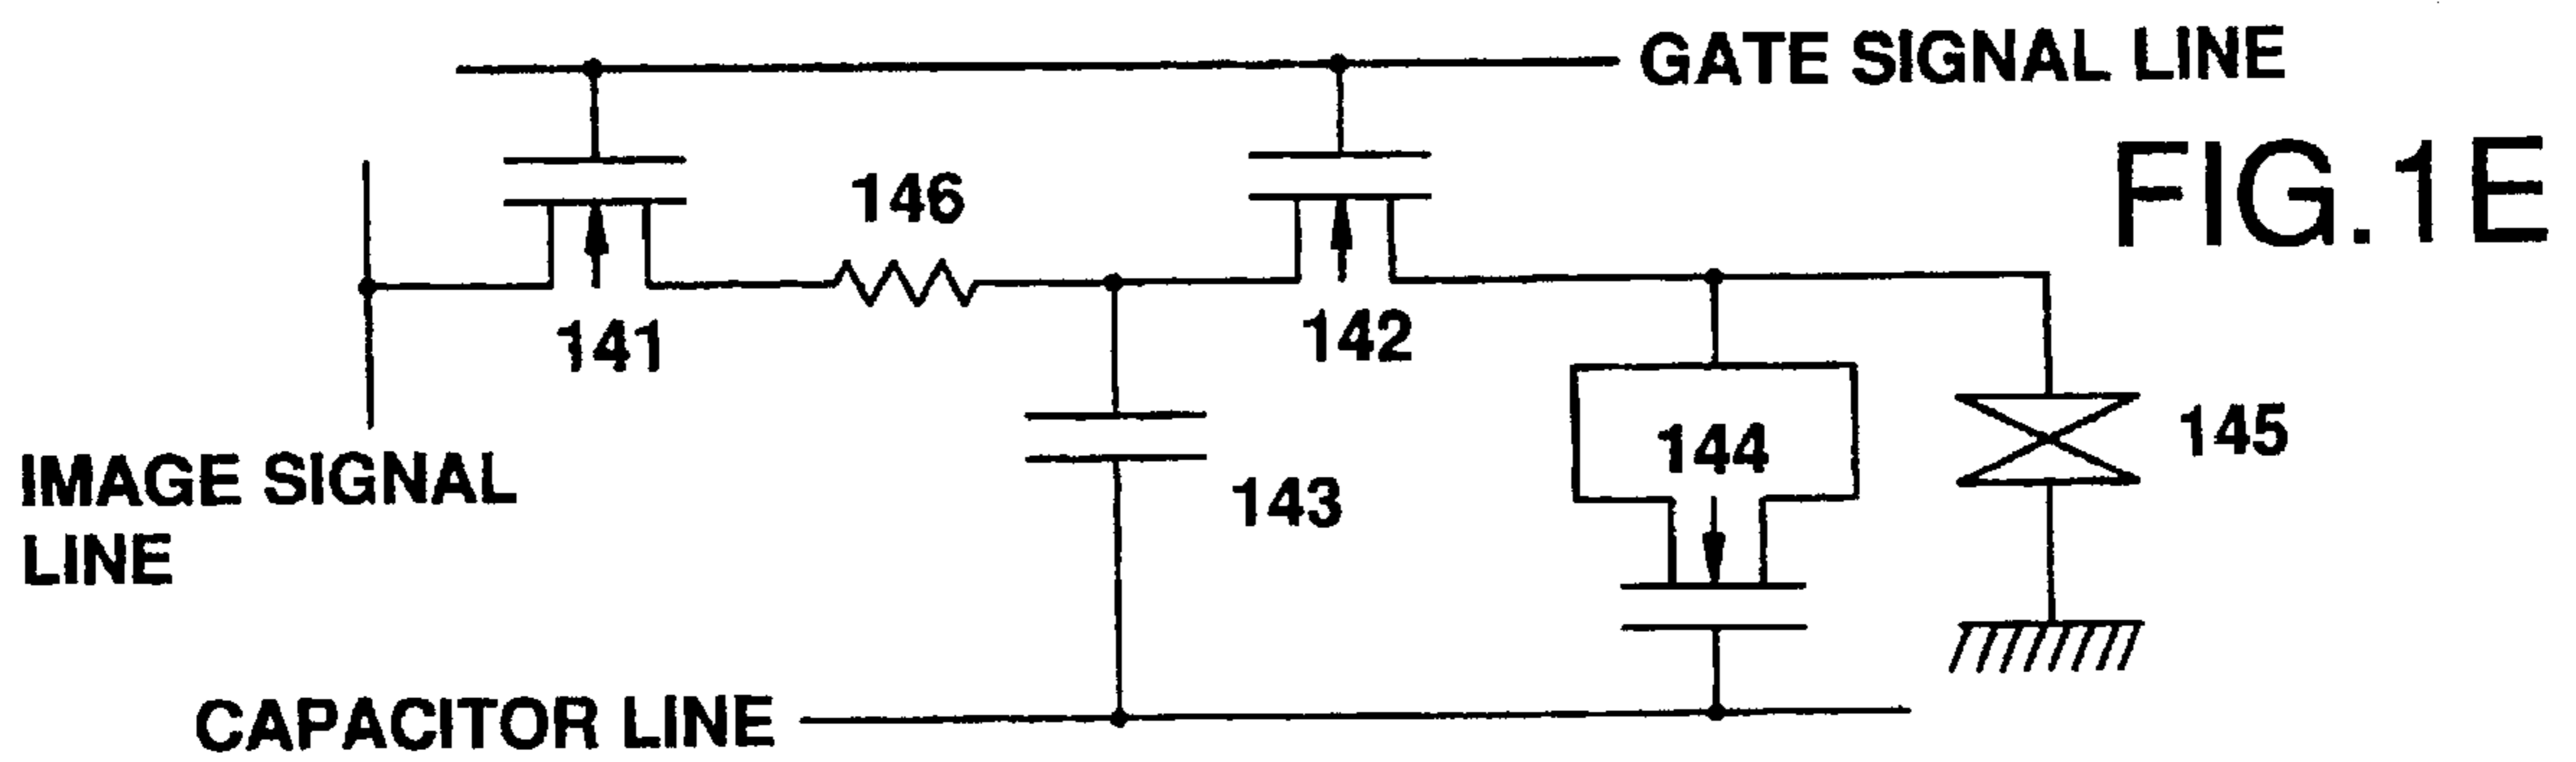 GATE SIGNAL LINE
FIG.1E
146
141
142
144
145
143
IMAGE SIGNAL
LINE
CAPACITOR LINE